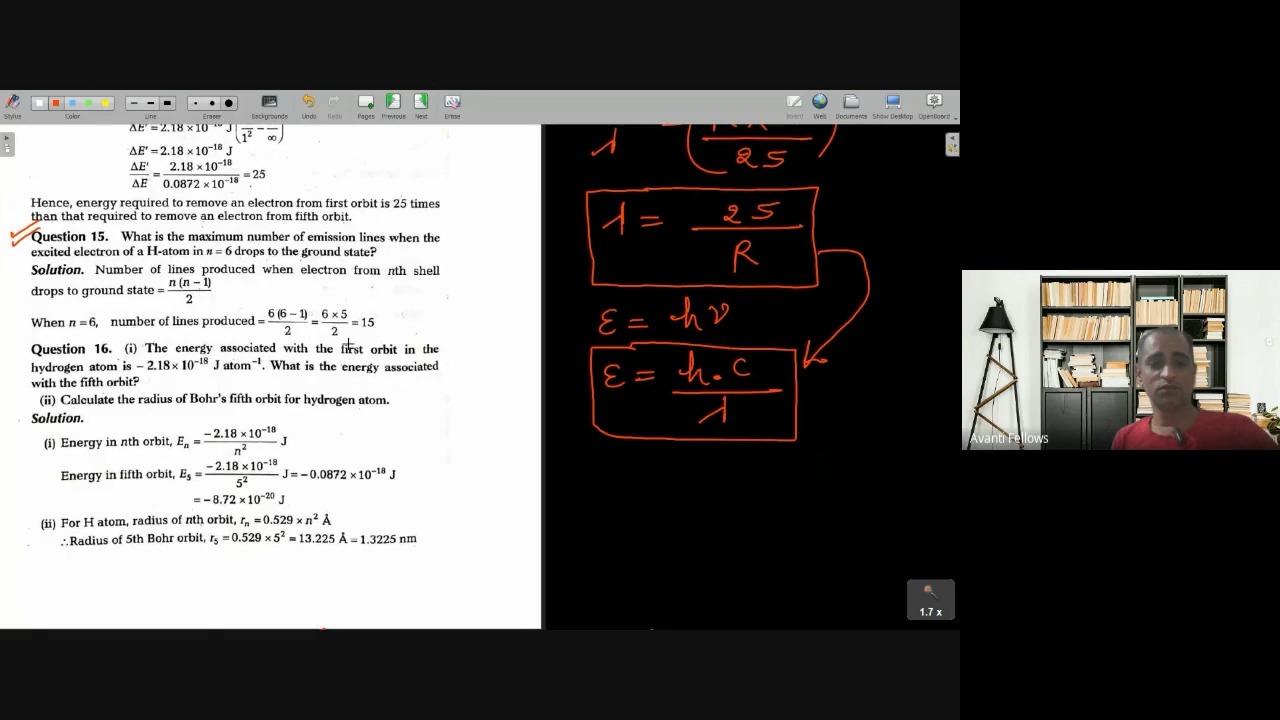 Stylus
Color
Line
Eraser
Backgrounds
Undo
Redo
Pages
Previous
Next
Erase
Board
Web
Documents
Show Desktop
OpenBoard
ΔE′ = 2.18 × 10⁻¹⁸ J (1/1² − 1/∞)
ΔE′ = 2.18 × 10⁻¹⁸ J
ΔE′/ΔE = 2.18 × 10⁻¹⁸/0.0872 × 10⁻¹⁸ = 25
Hence, energy required to remove an electron from first orbit is 25 times
than that required to remove an electron from fifth orbit.
Question 15. What is the maximum number of emission lines when the
excited electron of a H-atom in n = 6 drops to the ground state?
Solution. Number of lines produced when electron from nth shell
drops to ground state = n (n − 1)/2
When n = 6, number of lines produced = 6 (6 − 1)/2 = 6 × 5/2 = 15
Question 16. (i) The energy associated with the first orbit in the
hydrogen atom is − 2.18 × 10⁻¹⁸ J atom⁻¹. What is the energy associated
with the fifth orbit?
(ii) Calculate the radius of Bohr's fifth orbit for hydrogen atom.
Solution.
(i) Energy in nth orbit, Eₙ = −2.18 × 10⁻¹⁸/n² J
Energy in fifth orbit, E₅ = −2.18 × 10⁻¹⁸/5² J = −0.0872 × 10⁻¹⁸ J
= −8.72 × 10⁻²⁰ J
(ii) For H atom, radius of nth orbit, rₙ = 0.529 × n² Å
∴ Radius of 5th Bohr orbit, r₅ = 0.529 × 5² = 13.225 Å = 1.3225 nm
25
λ = 25/R
E = hν
E = h.c/λ
1.7 x
Avanti Fellows